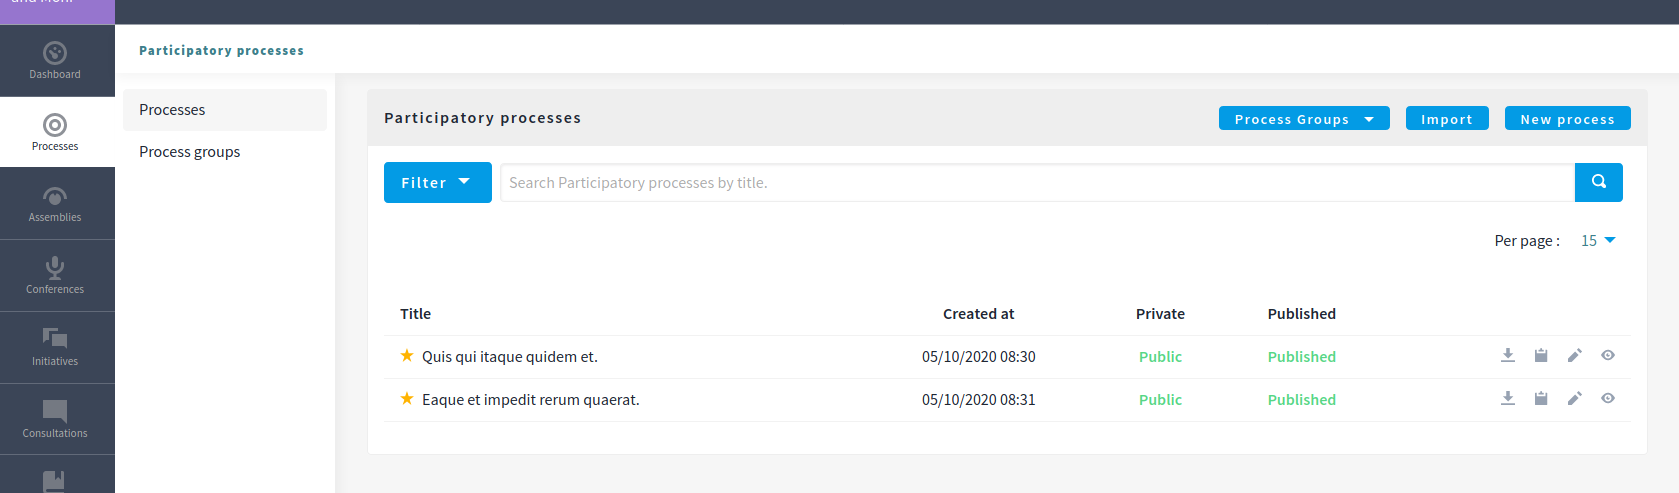 Dashboard
Processes
Assemblies
Conferences
Initiatives
Consultations
Participatory processes
Processes
Process groups
Participatory processes
Process Groups
Import
New process
Filter
Search Participatory processes by title.
Per page : 15
Title Created at Private Published
Quis qui itaque quidem et. 05/10/2020 08:30 Public Published
Eaque et impedit rerum quaerat. 05/10/2020 08:31 Public Published